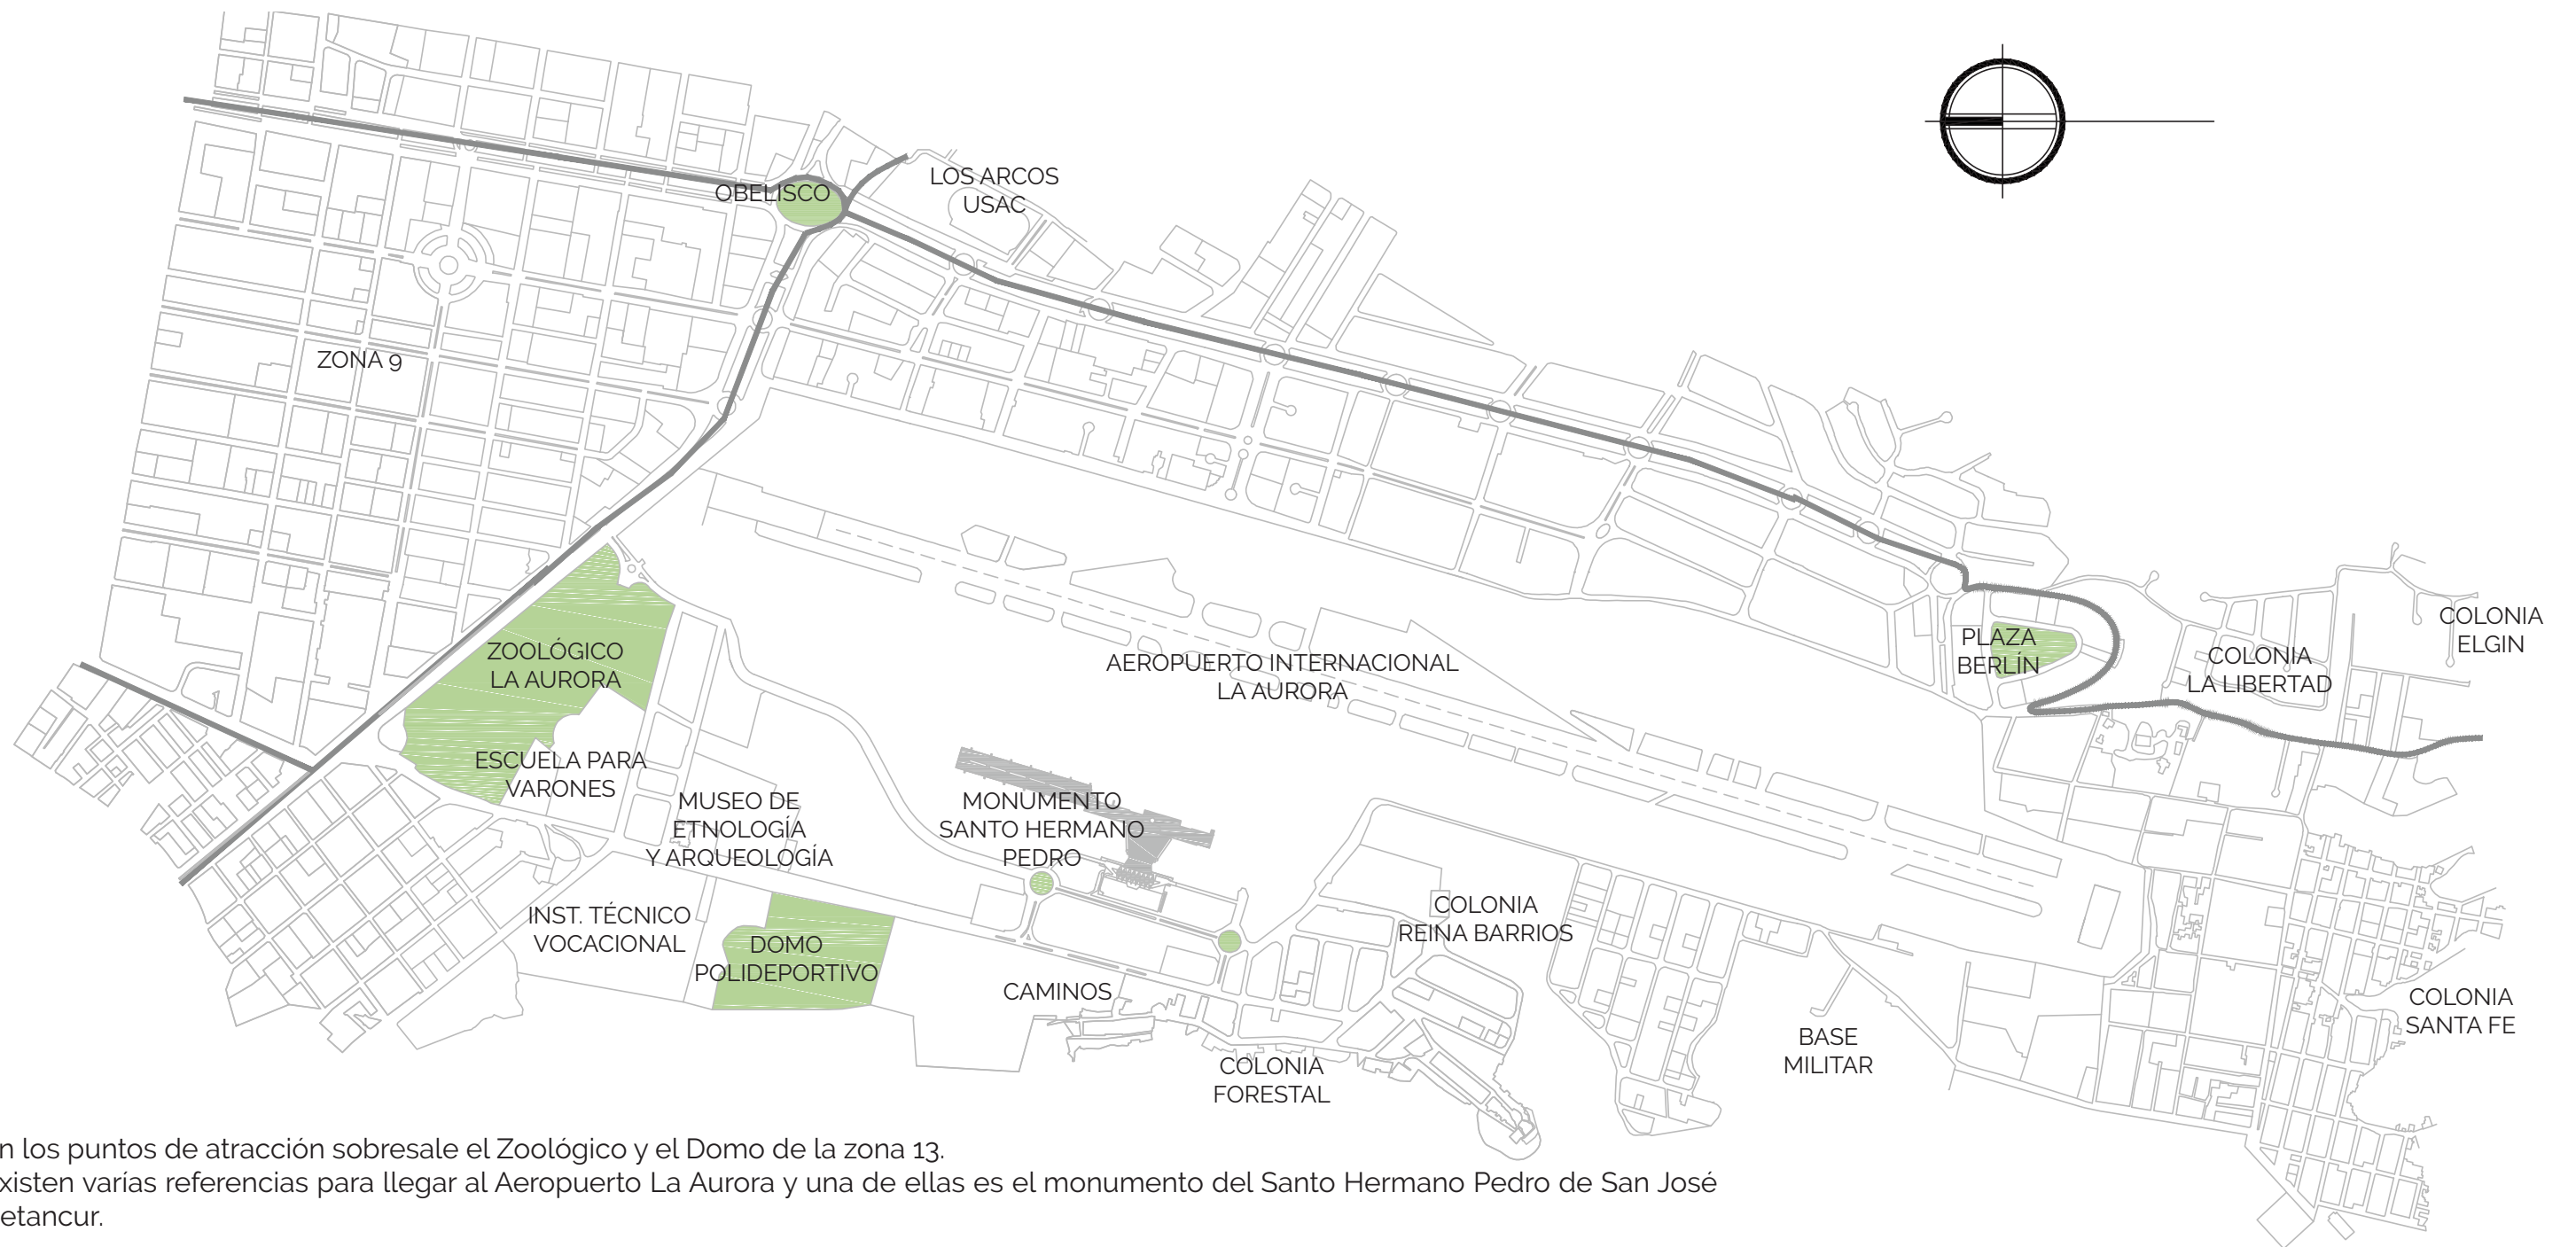 OBELISCO
LOS ARCOS
USAC
ZONA 9
ZOOLÓGICO
LA AURORA
AEROPUERTO INTERNACIONAL
LA AURORA
PLAZA
BERLÍN
COLONIA
LA LIBERTAD
COLONIA
ELGIN
ESCUELA PARA
VARONES
MUSEO DE
ETNOLOGÍA
Y ARQUEOLOGÍA
MONUMENTO
SANTO HERMANO
PEDRO
INST. TÉCNICO
VOCACIONAL
DOMO
POLIDEPORTIVO
CAMINOS
COLONIA
REINA BARRIOS
COLONIA
FORESTAL
BASE
MILITAR
COLONIA
SANTA FE
n los puntos de atracción sobresale el Zoológico y el Domo de la zona 13.
xisten varías referencias para llegar al Aeropuerto La Aurora y una de ellas es el monumento del Santo Hermano Pedro de San José
etancur.